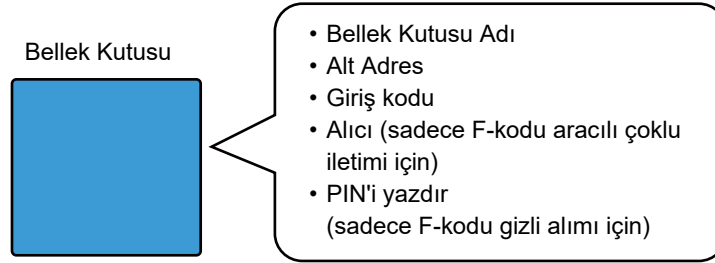 Bellek Kutusu
• Bellek Kutusu Adı
• Alt Adres
• Giriş kodu
• Alıcı (sadece F-kodu aracılı çoklu
iletimi için)
• PIN'i yazdır
(sadece F-kodu gizli alımı için)